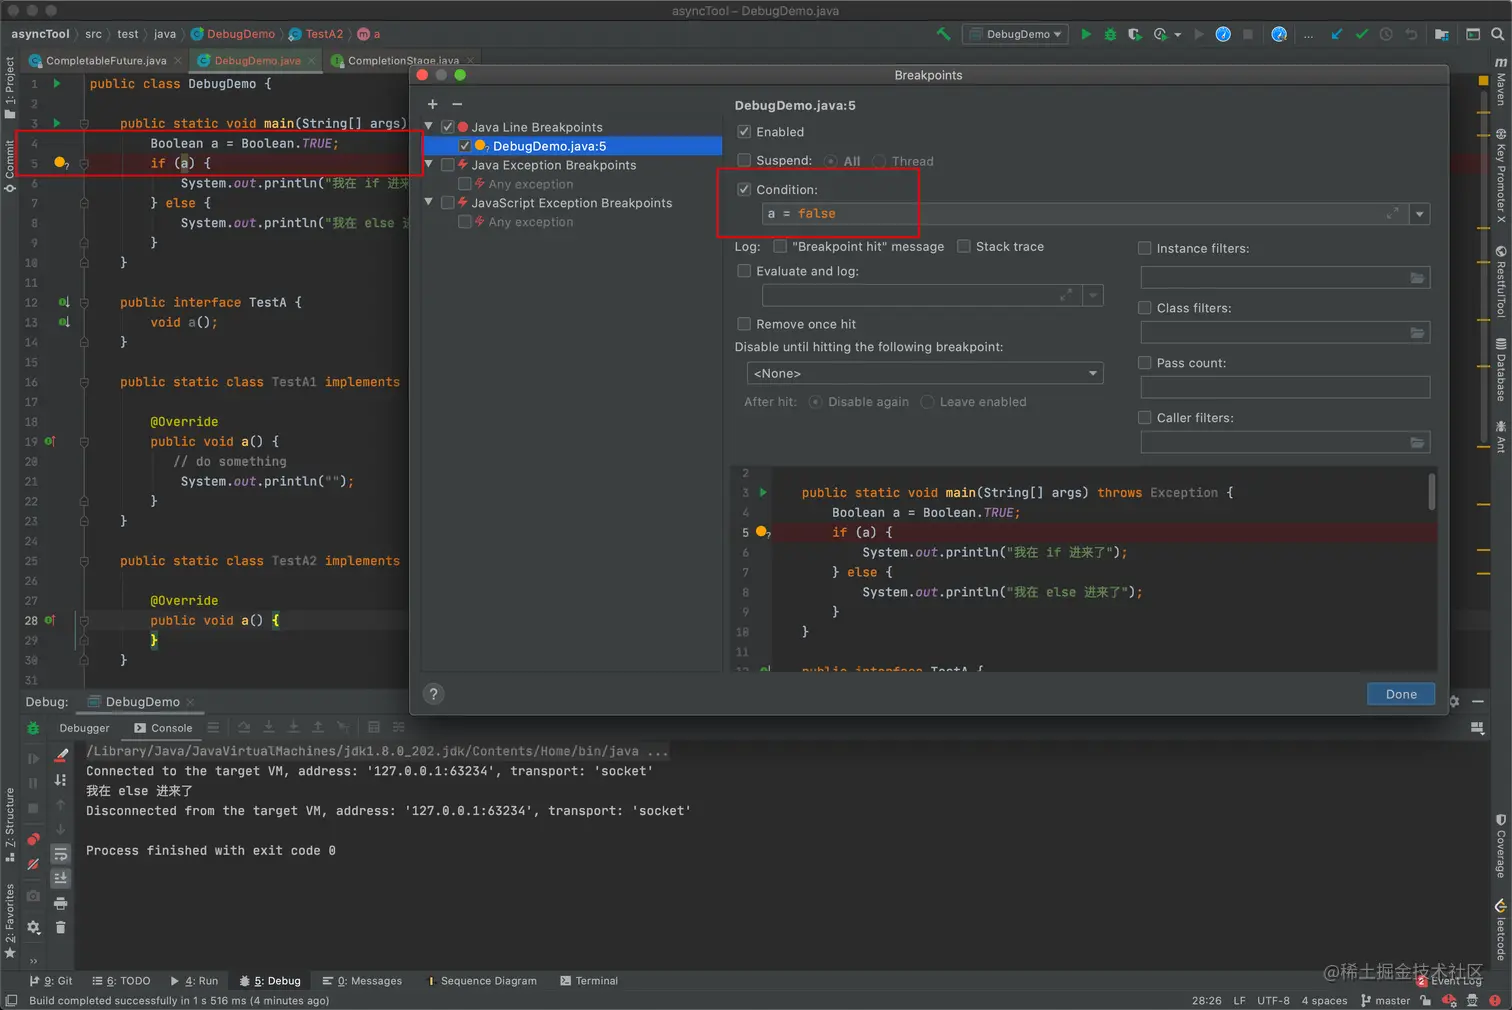 asyncTool – DebugDemo.java
asyncTool src test java DebugDemo TestA2 a
DebugDemo
CompletableFuture.java DebugDemo.java CompletionStage.java
1: Project
Commit
Z: Structure
2: Favorites
1 public class DebugDemo {
2
3 public static void main(String[] args)
4 Boolean a = Boolean.TRUE;
5 if (a) {
6 System.out.println("我在 if 进来
7 } else {
8 System.out.println("我在 else 
9 }
10 }
11
12 public interface TestA {
13 void a();
14 }
15
16 public static class TestA1 implements
17
18 @Override
19 public void a() {
20 // do something
21 System.out.println("");
22 }
23 }
24
25 public static class TestA2 implements
26
27 @Override
28 public void a() {
29 }
30 }
31
Breakpoints
Java Line Breakpoints
DebugDemo.java:5
Java Exception Breakpoints
Any exception
JavaScript Exception Breakpoints
Any exception
DebugDemo.java:5
Enabled
Suspend: All Thread
Condition:
a = false
Log: "Breakpoint hit" message Stack trace
Evaluate and log:
Remove once hit
Disable until hitting the following breakpoint:
<None>
After hit: Disable again Leave enabled
Instance filters:
Class filters:
Pass count:
Caller filters:
2
3 public static void main(String[] args) throws Exception {
4 Boolean a = Boolean.TRUE;
5 if (a) {
6 System.out.println("我在 if 进来了");
7 } else {
8 System.out.println("我在 else 进来了");
9 }
10 }
11
12 public interface TestA {
?
Done
m Maven
Key Promoter X
RestfulTool
Database
Ant
Coverage
leetcode
Debug: DebugDemo
Debugger Console
/Library/Java/JavaVirtualMachines/jdk1.8.0_202.jdk/Contents/Home/bin/java ...
Connected to the target VM, address: '127.0.0.1:63234', transport: 'socket'
我在 else 进来了
Disconnected from the target VM, address: '127.0.0.1:63234', transport: 'socket'
Process finished with exit code 0
@稀土掘金技术社区
9: Git 6: TODO 4: Run 5: Debug 0: Messages Sequence Diagram Terminal 2 Event Log
Build completed successfully in 1 s 516 ms (4 minutes ago) 28:26 LF UTF-8 4 spaces master